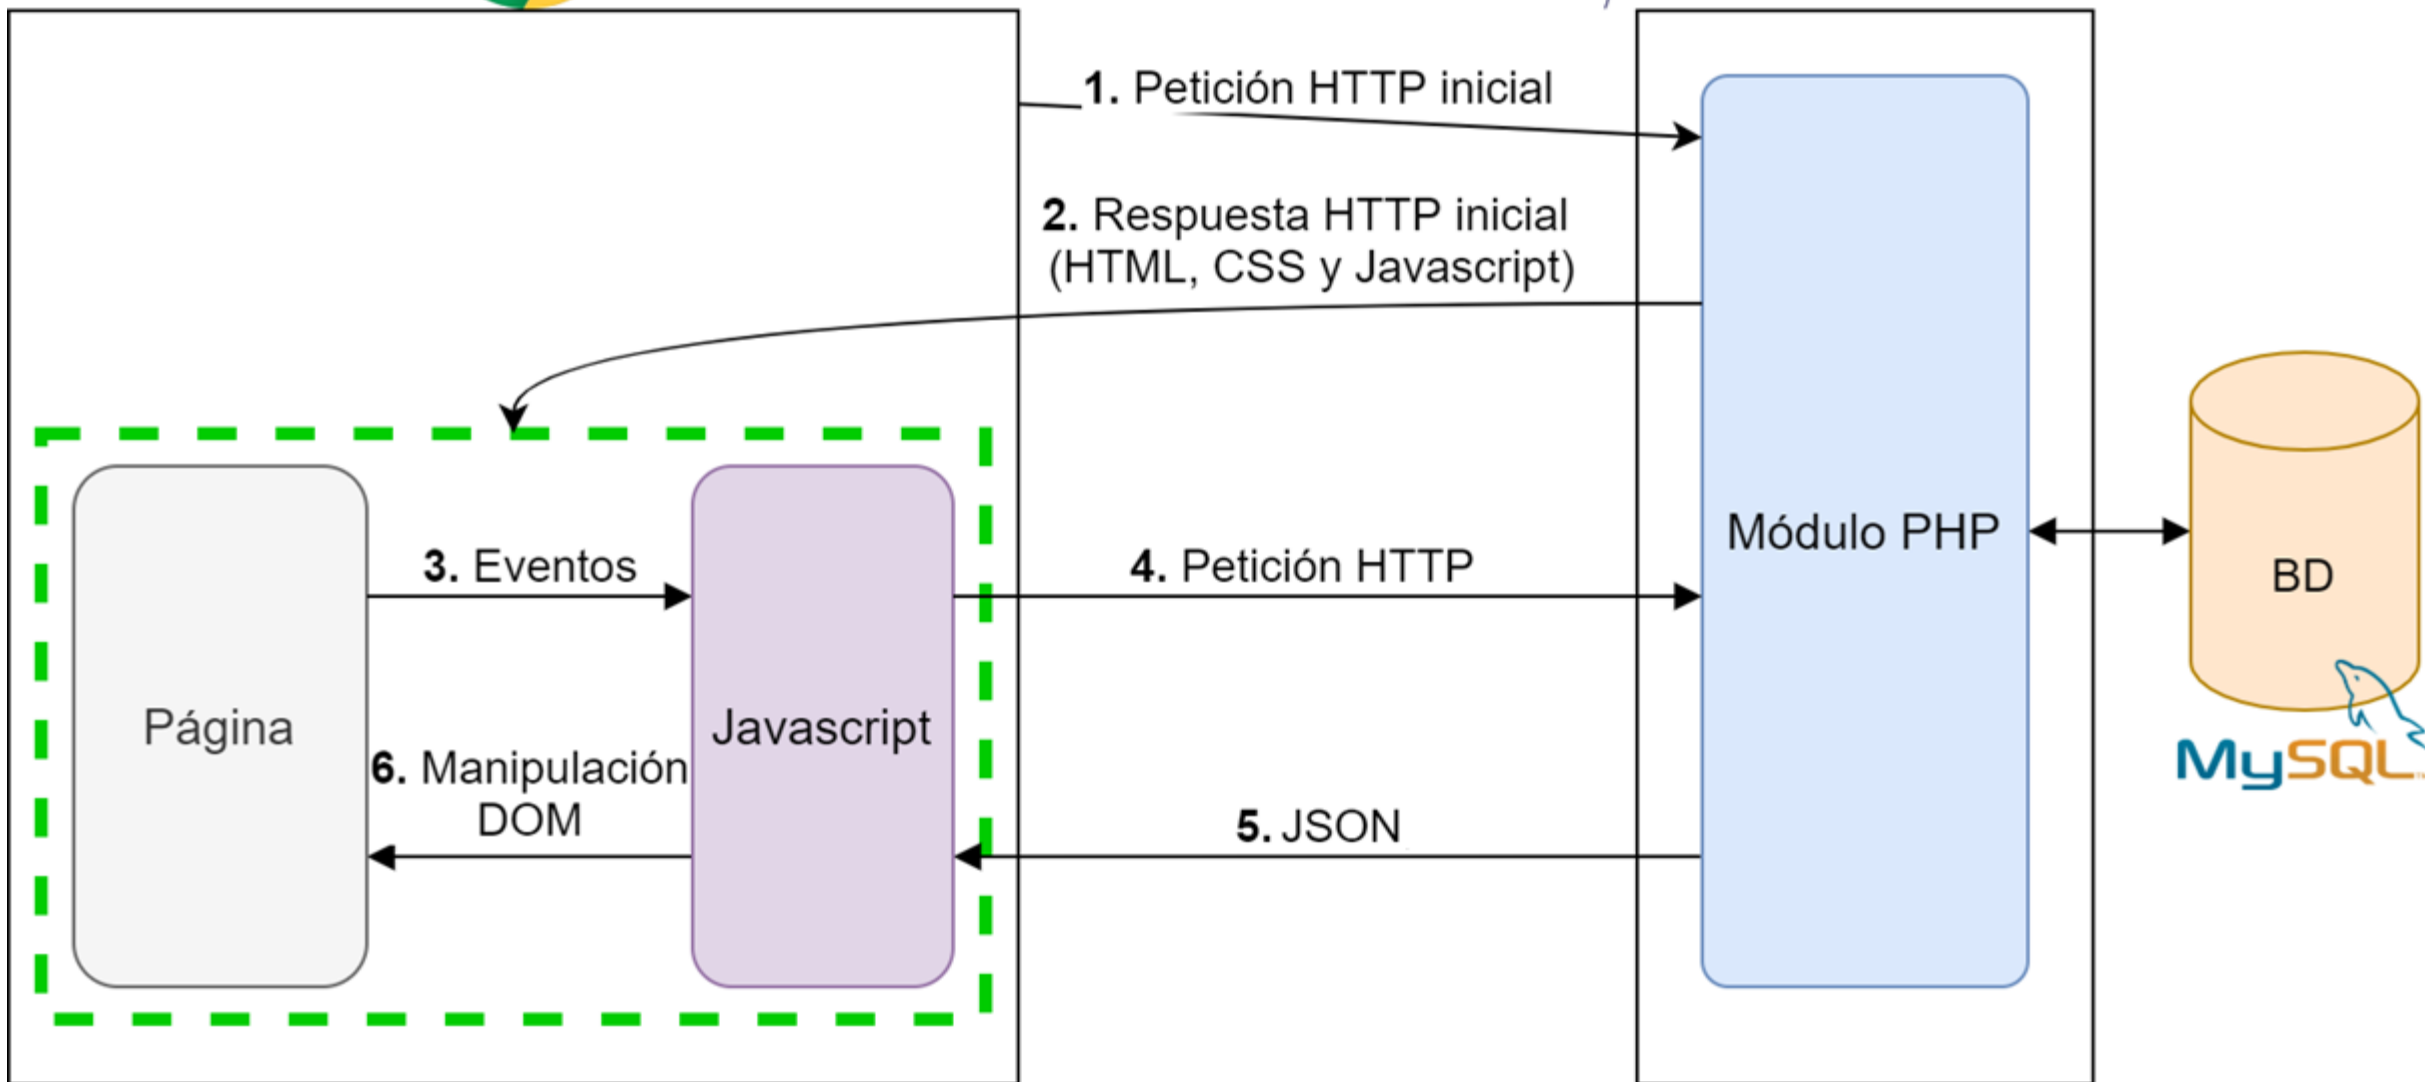 1. Petición HTTP inicial
2. Respuesta HTTP inicial
(HTML, CSS y Javascript)
3. Eventos
4. Petición HTTP
Módulo PHP
BD
Página
Javascript
6. Manipulación
DOM
MySQL
5. JSON